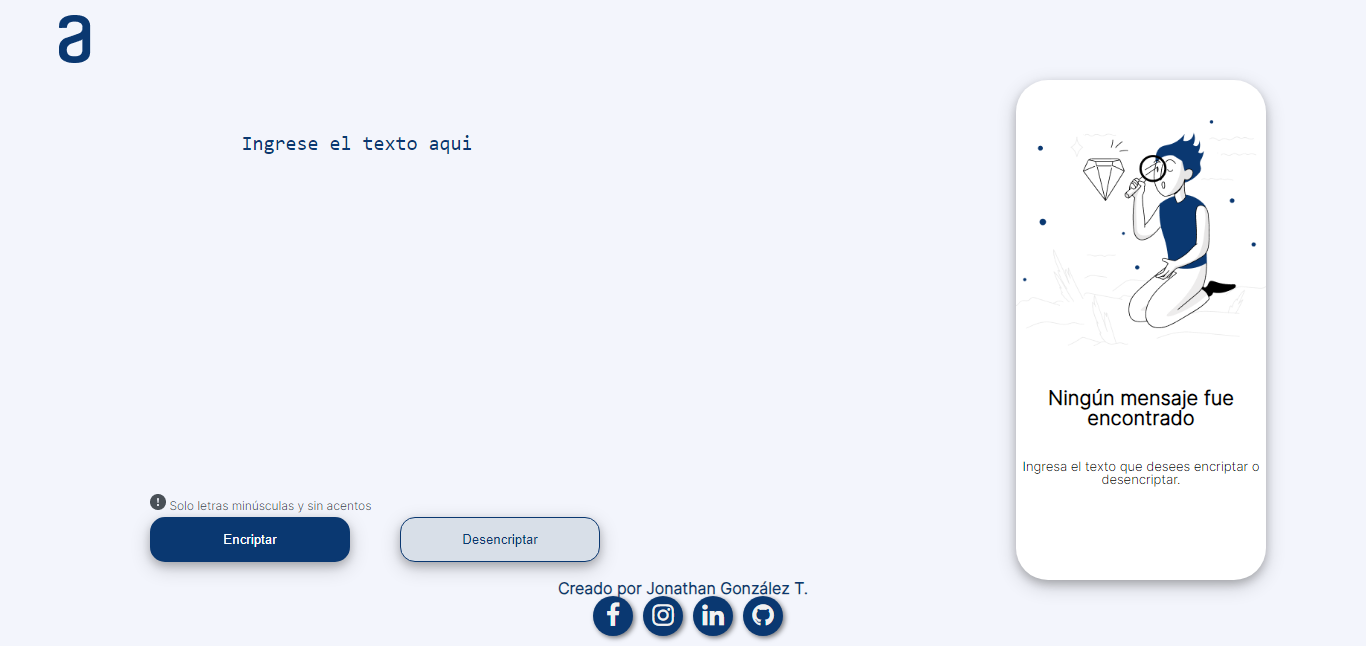 a
Ingrese el texto aqui
Ningún mensaje fue
encontrado
Ingresa el texto que desees encriptar o
desencriptar.
Solo letras minúsculas y sin acentos
Encriptar
Desencriptar
Creado por Jonathan González T.